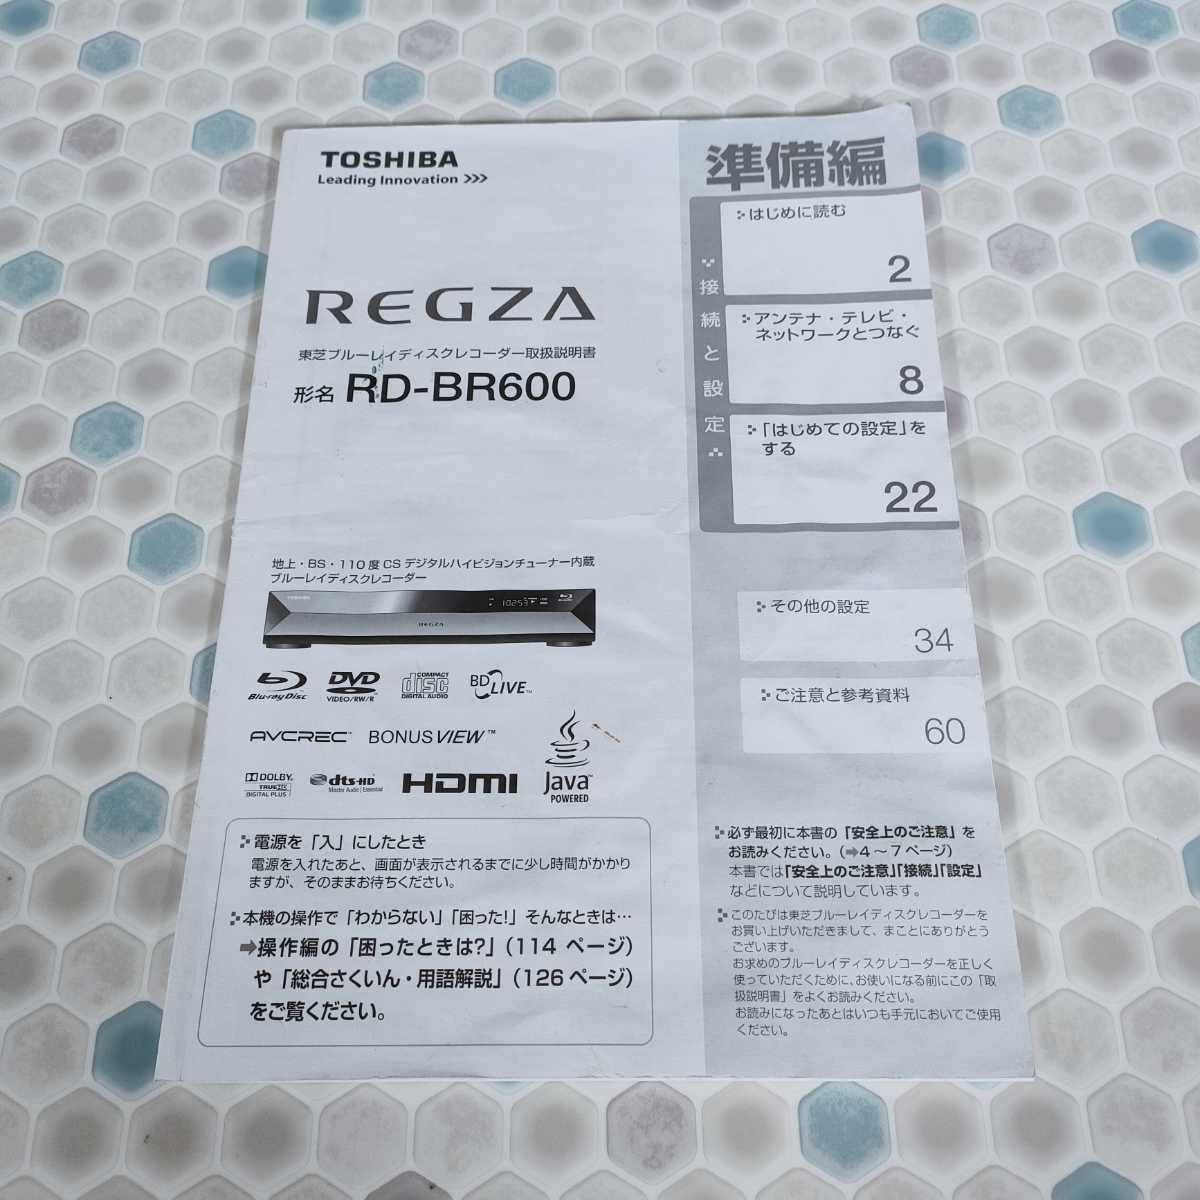 TOSHIBA
Leading Innovation >>>
REGZA
東芝ブルーレイディスクレコーダー取扱説明書
形名 RD-BR600
地上・BS・110度CSデジタルハイビジョンチューナー内蔵
ブルーレイディスクレコーダー
TOSHIBA
10253
REGZA
Blu-ray Disc
DVD
VIDEO/RW/R
COMPACT
disc
DIGITAL AUDIO
BD LIVE™
AVCREC™
BONUS VIEW™
DOLBY
TRUEHD
DIGITAL PLUS
dts-HD
Master Audio | Essential
HDMI
Java™
POWERED
電源を「入」にしたとき
電源を入れたあと、画面が表示されるまでに少し時間がかかり
ますが、そのままお待ちください。
本機の操作で「わからない」「困った!」そんなときは…
➡操作編の「困ったときは?」(114 ページ)
や「総合さくいん・用語解説」(126ページ)
をご覧ください。
準備編
接続と設定
はじめに読む
2
アンテナ・テレビ・
ネットワークとつなぐ
8
「はじめての設定」を
する
22
その他の設定
34
ご注意と参考資料
60
必ず最初に本書の「安全上のご注意」を
お読みください。(➡4～7ページ)
本書では「安全上のご注意」「接続」「設定」
などについて説明しています。
このたびは東芝ブルーレイディスクレコーダーを
お買い上げいただきまして、まことにありがとう
ございます。
お求めのブルーレイディスクレコーダーを正しく
使っていただくために、お使いになる前にこの「取
扱説明書」をよくお読みください。
お読みになったあとはいつも手元においてご使用
ください。